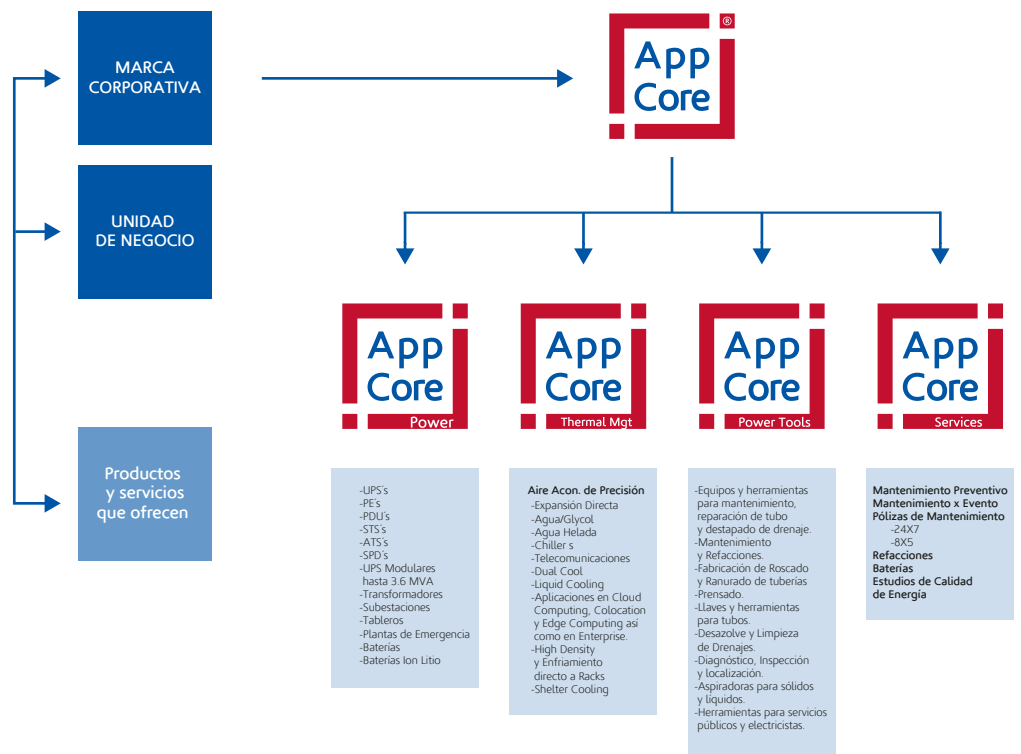 MARCA
CORPORATIVA
®
App
Core
UNIDAD
DE NEGOCIO
App
Core
Power
App
Core
Thermal Mgt
App
Core
Power Tools
App
Core
Services
Productos
y servicios
que ofrecen
-UPS´s
-PE´s
-PDU´s
-STS´s
-ATS´s
-SPD´s
-UPS Modulares
hasta 3.6 MVA
-Transformadores
-Subestaciones
-Tableros
-Plantas de Emergencia
-Baterías
-Baterías Ion Litio
Aire Acon. de Precisión
-Expansión Directa
-Agua/Glycol
-Agua Helada
-Chiller s
-Telecomunicaciones
-Dual Cool
-Liquid Cooling
-Aplicaciones en Cloud
Computing, Colocation
y Edge Computing así
como en Enterprise.
-High Density
y Enfriamiento
directo a Racks
-Shelter Cooling
-Equipos y herramientas
para mantenimiento,
reparación de tubo
y destapado de drenaje.
-Mantenimiento
y Refacciones.
-Fabricación de Roscado
y Ranurado de tuberías
-Prensado.
-Llaves y herramientas
para tubos.
-Desazolve y Limpieza
de Drenajes.
-Diagnóstico, Inspección
y localización.
-Aspiradoras para sólidos
y líquidos.
-Herramientas para servicios
públicos y electricistas.
Mantenimiento Preventivo
Mantenimiento x Evento
Pólizas de Mantenimiento
-24X7
-8X5
Refacciones
Baterías
Estudios de Calidad
de Energía